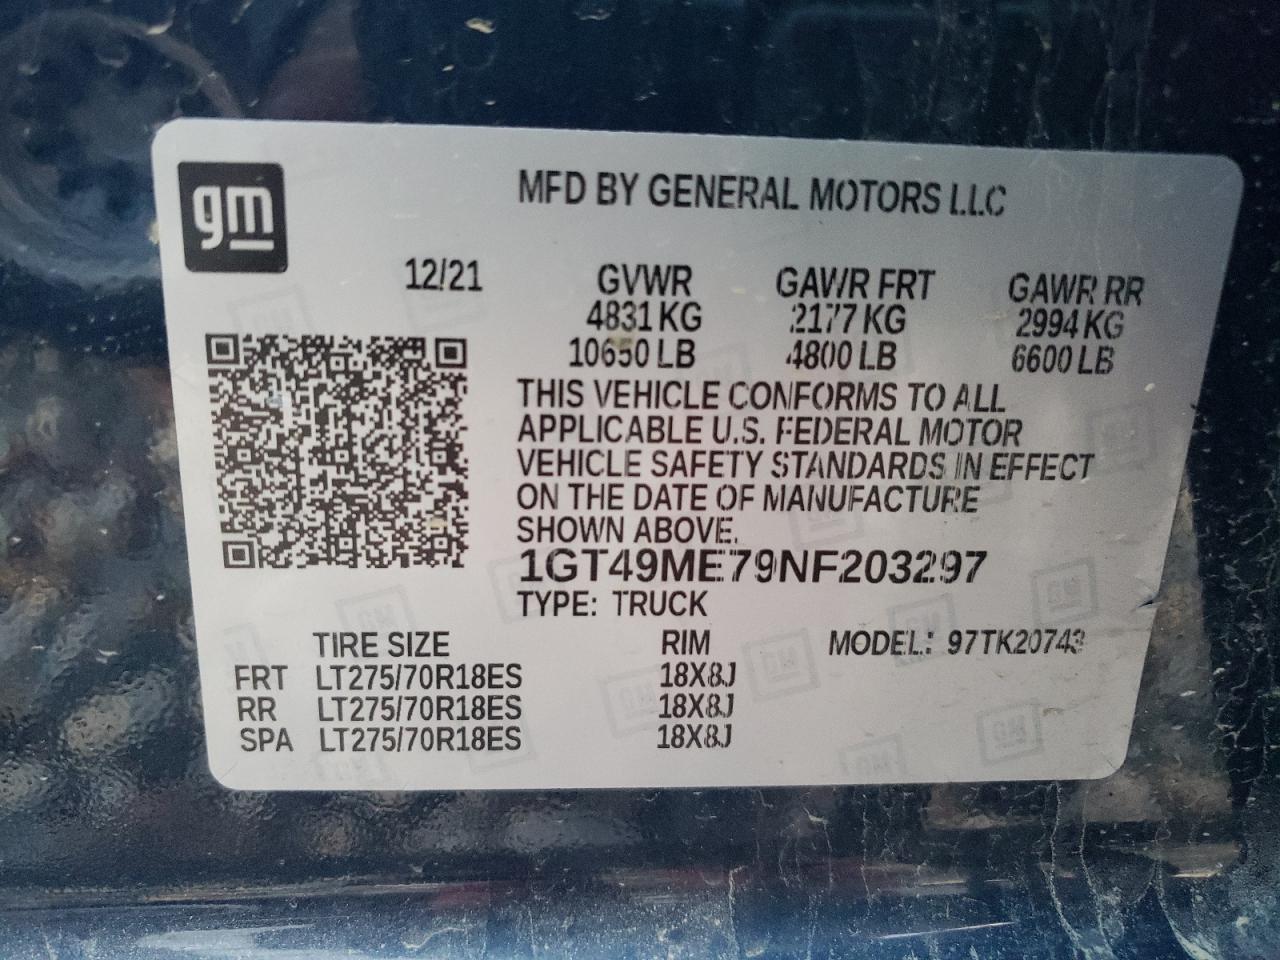 gm
MFD BY GENERAL MOTORS LLC
12/21 GVWR GAWR FRT GAWR RR
4831 KG 2177 KG 2994 KG
10650 LB 4800 LB 6600 LB
THIS VEHICLE CONFORMS TO ALL
APPLICABLE U.S. FEDERAL MOTOR
VEHICLE SAFETY STANDARDS IN EFFECT
ON THE DATE OF MANUFACTURE
SHOWN ABOVE.
1GT49ME79NF203297
TYPE: TRUCK
TIRE SIZE RIM MODEL: 97TK20743
FRT LT275/70R18ES 18X8J
RR LT275/70R18ES 18X8J
SPA LT275/70R18ES 18X8J